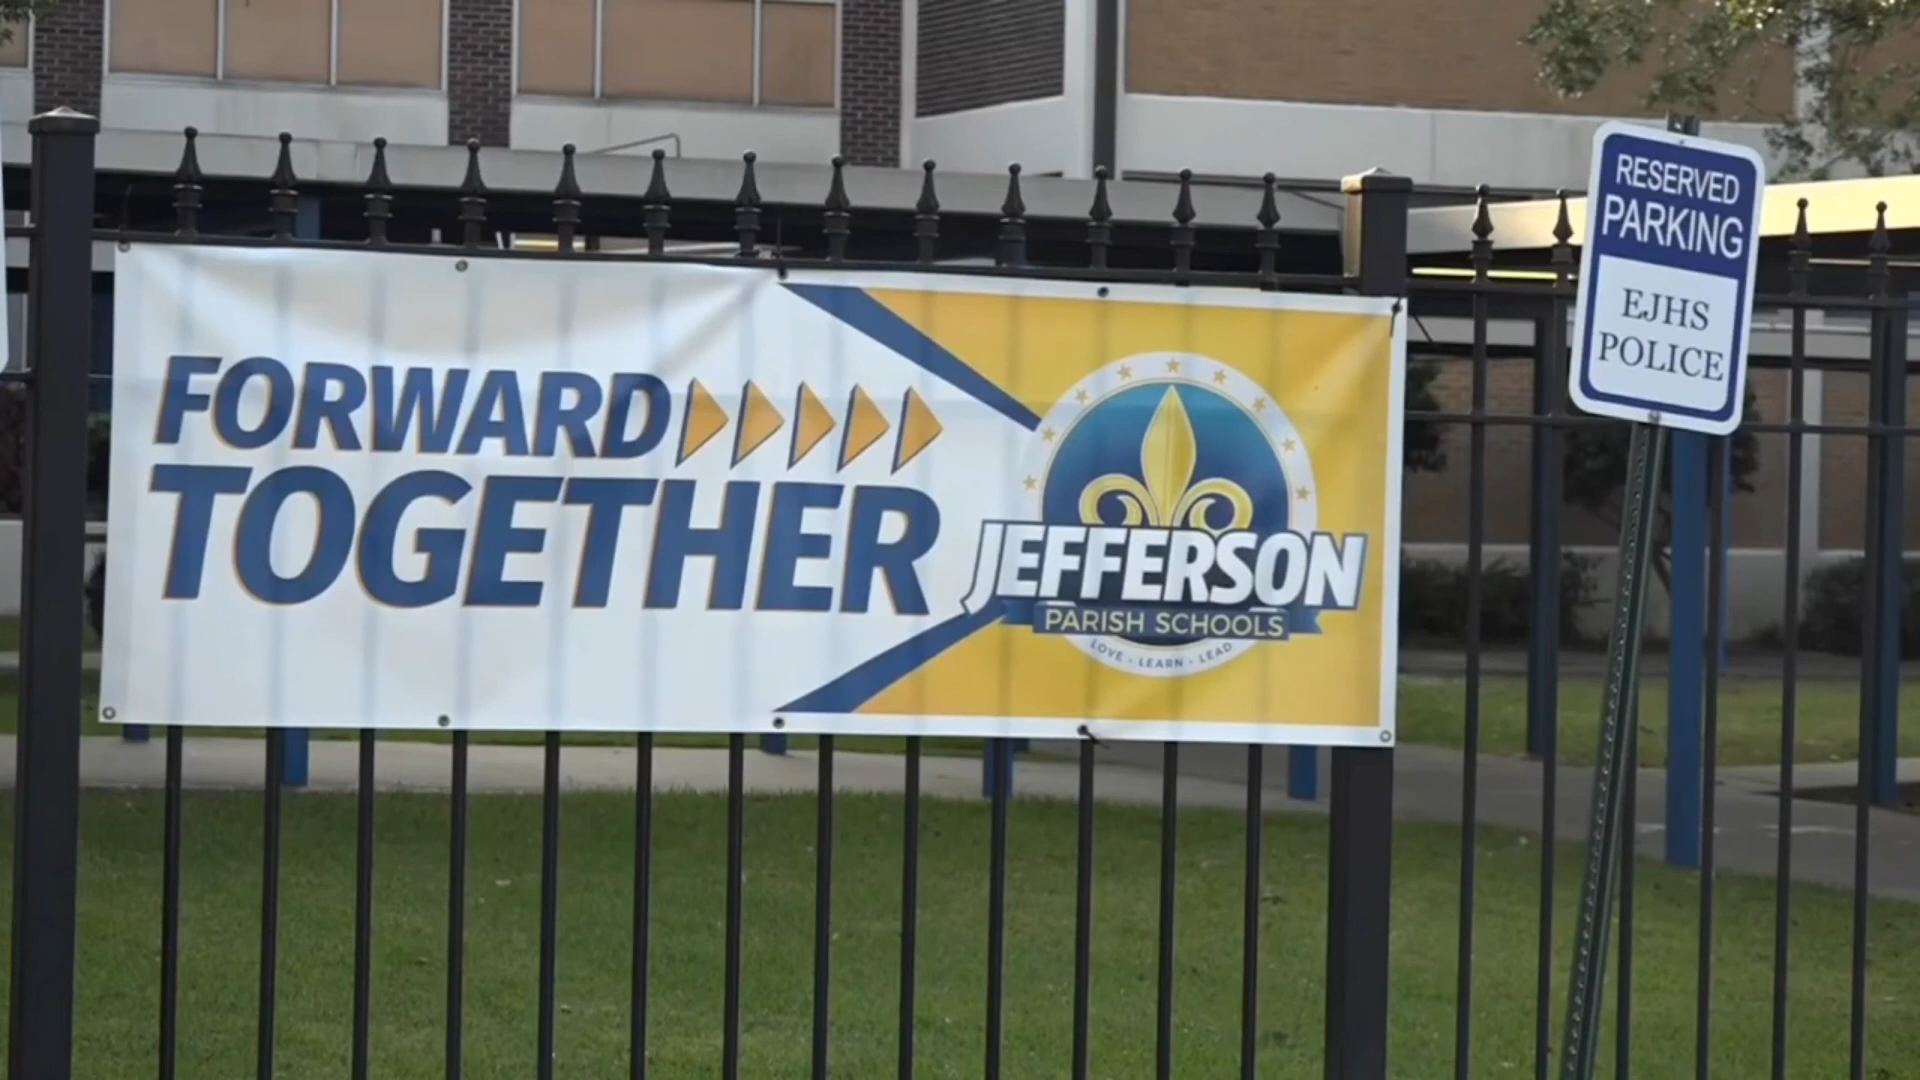 FORWARD
TOGETHER
JEFFERSON
PARISH SCHOOLS
LOVE - LEARN - LEAD
RESERVED
PARKING
EJHS
POLICE